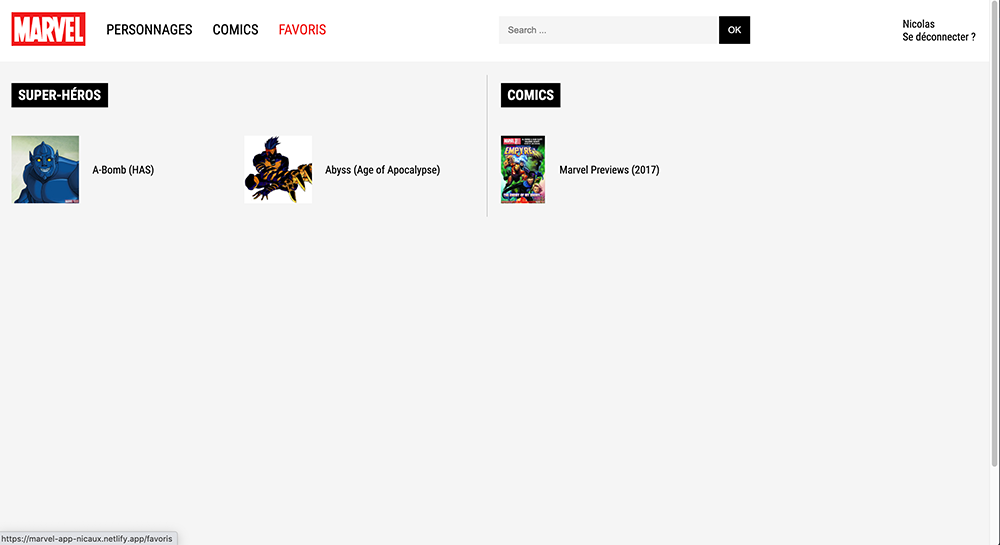 MARVEL
PERSONNAGES
COMICS
FAVORIS
Search ...
OK
Nicolas
Se déconnecter ?
SUPER-HÉROS
A-Bomb (HAS)
Abyss (Age of Apocalypse)
COMICS
EMPYRE
Marvel Previews (2017)
https://marvel-app-nicaux.netlify.app/favoris